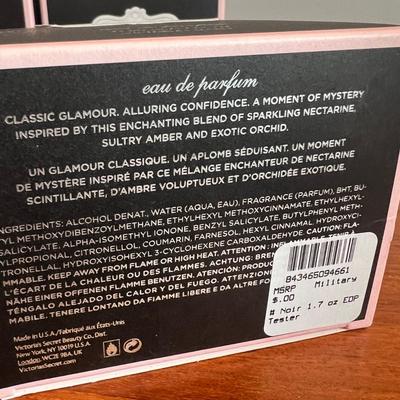 eau de parfum
CLASSIC GLAMOUR. ALLURING CONFIDENCE. A MOMENT OF MYSTERY
INSPIRED BY THIS ENCHANTING BLEND OF SPARKLING NECTARINE,
SULTRY AMBER AND EXOTIC ORCHID.
UN GLAMOUR CLASSIQUE. UN APLOMB SÉDUISANT. UN MOMENT
DE MYSTÈRE INSPIRÉ PAR CE MÉLANGE ENCHANTEUR DE NECTARINE
SCINTILLANTE, D'AMBRE VOLUPTUEUX ET D'ORCHIDÉE EXOTIQUE.
INGREDIENTS: ALCOHOL DENAT., WATER (AQUA, EAU), FRAGRANCE (PARFUM), BHT, BU-
TYL METHOXYDIBENZOYLMETHANE, ETHYLHEXYL METHOXYCINNAMATE, ETHYLHEXYL-
SALICYLATE, ALPHA-ISOMETHYL IONONE, BENZYL SALICYLATE, BUTYLPHENYL METH-
YLPROPIONAL, CITRONELLOL, COUMARIN, FARNESOL, HEXYL CINNAMAL, HYDROXYCI-
TRONELLAL, HYDROXYISOHEXYL 3-CYCLOHEXENE CARBOXALDEHYDE. CAUTION: FLAMMABLE UNTIL
MMABLE. KEEP AWAY FROM FLAME OR HIGH HEAT. ATTENTION :
L'ÉCART DE LA CHALEUR OU DES FLAMMES. ACHTUNG:
NÄHE EINER OFFENEN FLAMME BENUTZEN. ATENCIÓN:
TÉNGALO ALEJADO DEL CALOR Y DEL FUEGO. ATTENZIONE:
BILE. TENERE LONTANO DA FIAMME LIBERE E DA ALTRE FO
Made in U.S.A./Fabriqué aux États-Unis
Victoria's Secret Beauty Co. Dist.
New York, NY 10019 U.S.A.
London, WC2E 9BA, UK
VictoriasSecret.com
843465094661
MSRP Military
$.00
# Noir 1.7 oz EDP
Tester